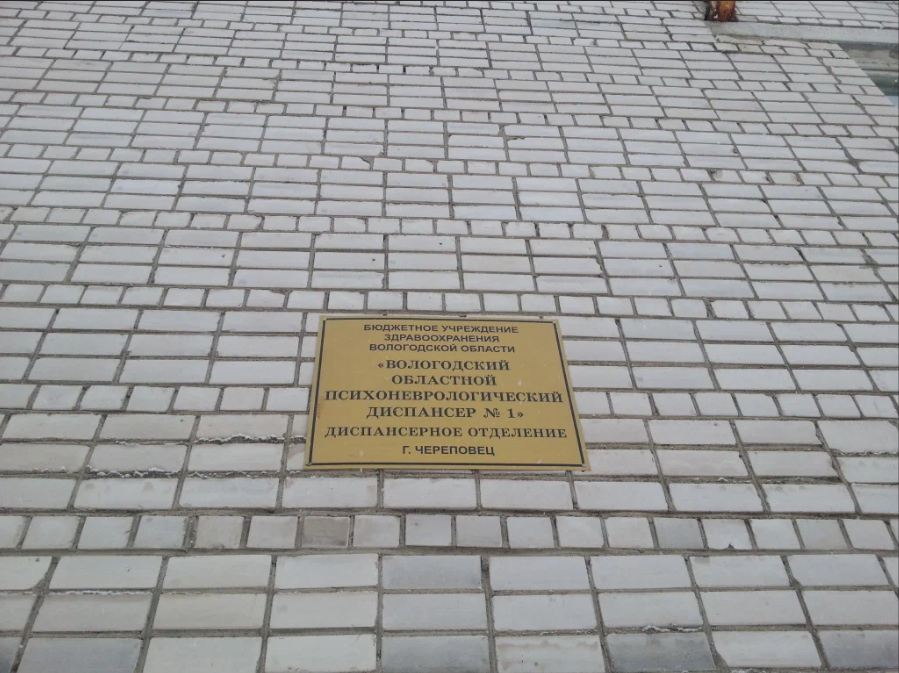 БЮДЖЕТНОЕ УЧРЕЖДЕНИЕ
ЗДРАВООХРАНЕНИЯ
ВОЛОГОДСКОЙ ОБЛАСТИ
«ВОЛОГОДСКИЙ
ОБЛАСТНОЙ
ПСИХОНЕВРОЛОГИЧЕСКИЙ
ДИСПАНСЕР № 1»
ДИСПАНСЕРНОЕ ОТДЕЛЕНИЕ
Г. ЧЕРЕПОВЕЦ